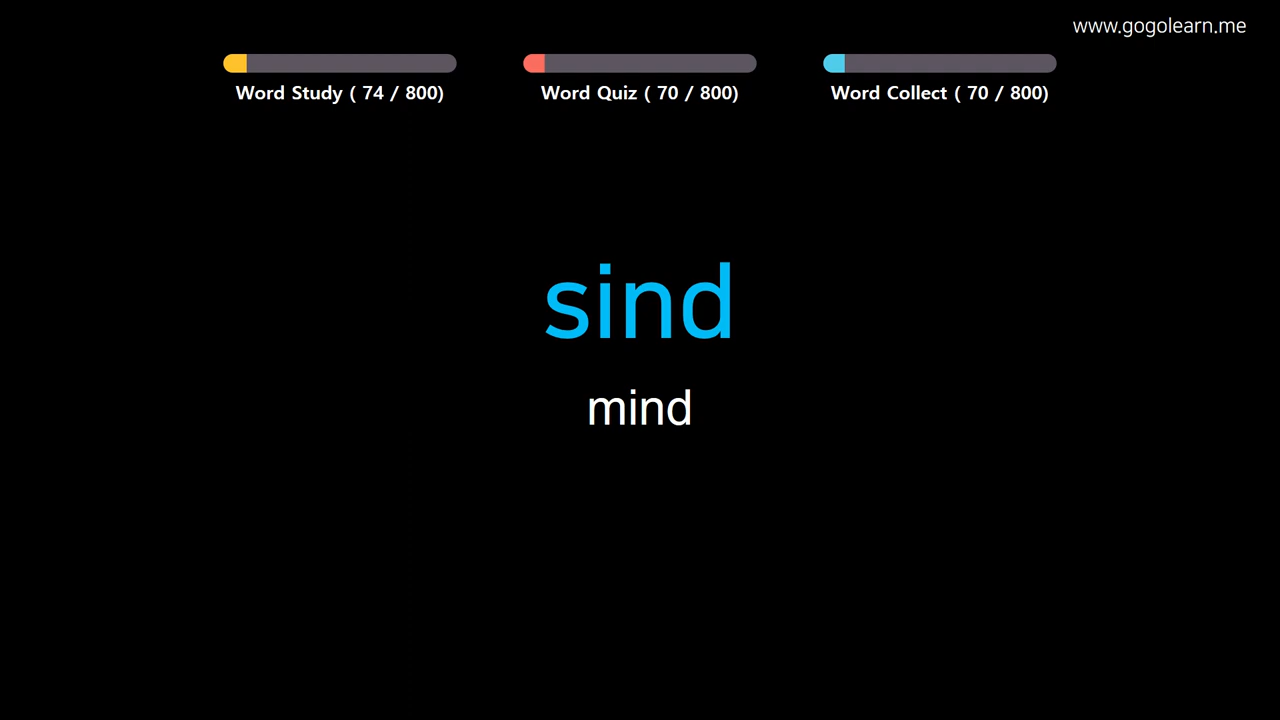 www.gogolearn.me
Word Study ( 74 / 800)
Word Quiz ( 70 / 800)
Word Collect ( 70 / 800)
sind
mind